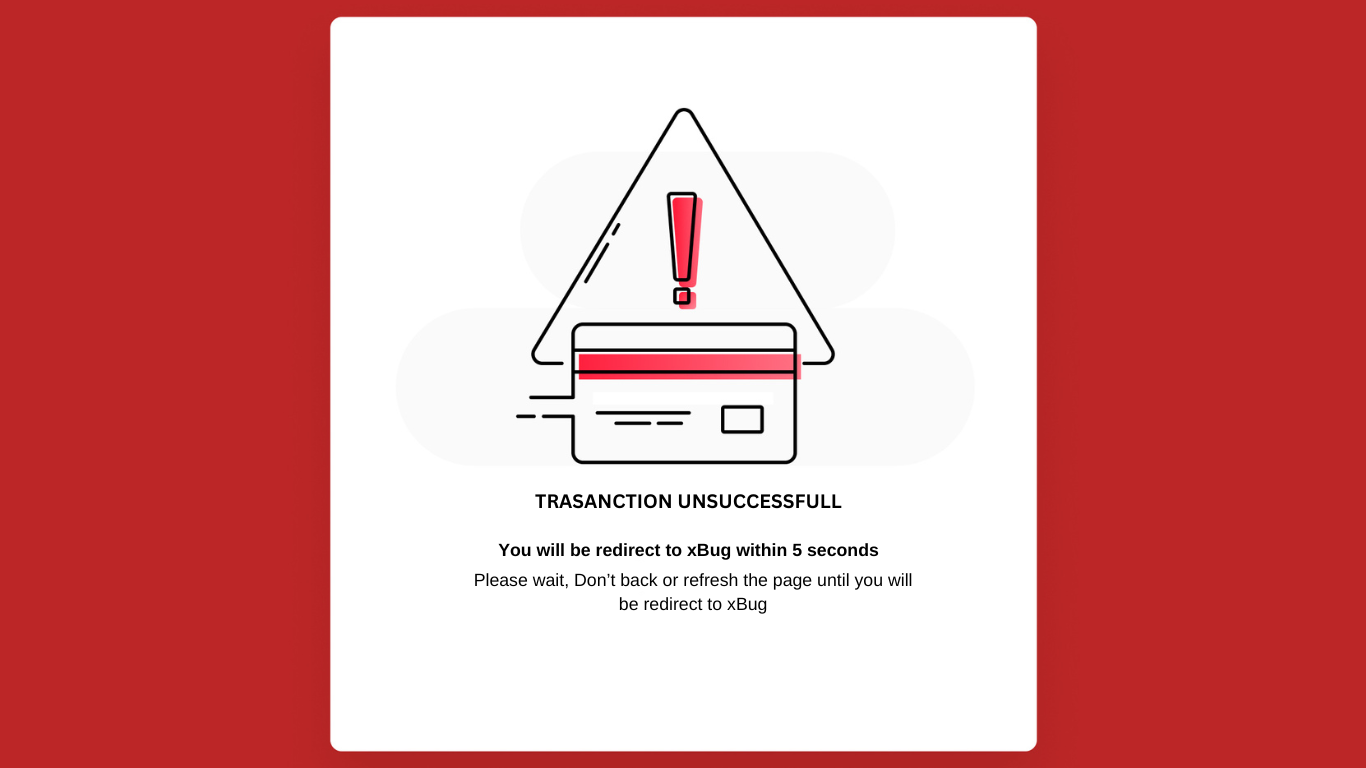 TRASANCTION UNSUCCESSFULL
You will be redirect to xBug within 5 seconds
Please wait, Don’t back or refresh the page until you will
be redirect to xBug